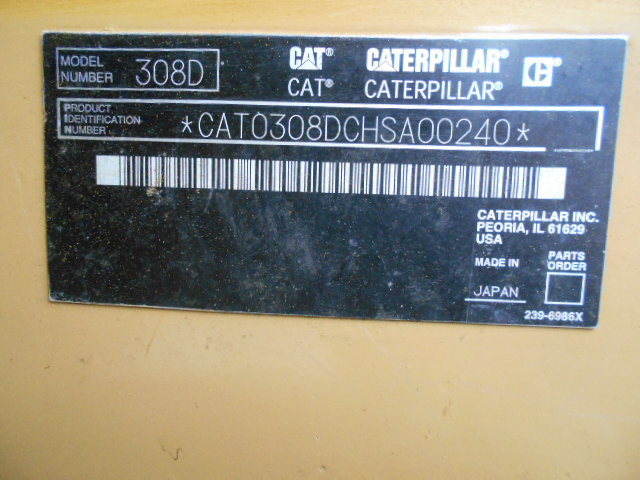 MODEL NUMBER 308D
CAT® CATERPILLAR®
CAT® CATERPILLAR®
PRODUCT IDENTIFICATION NUMBER *CAT0308DCHSA00240*
CATERPILLAR INC.
PEORIA, IL 61629
USA
MADE IN
JAPAN
PARTS ORDER
239-6986X